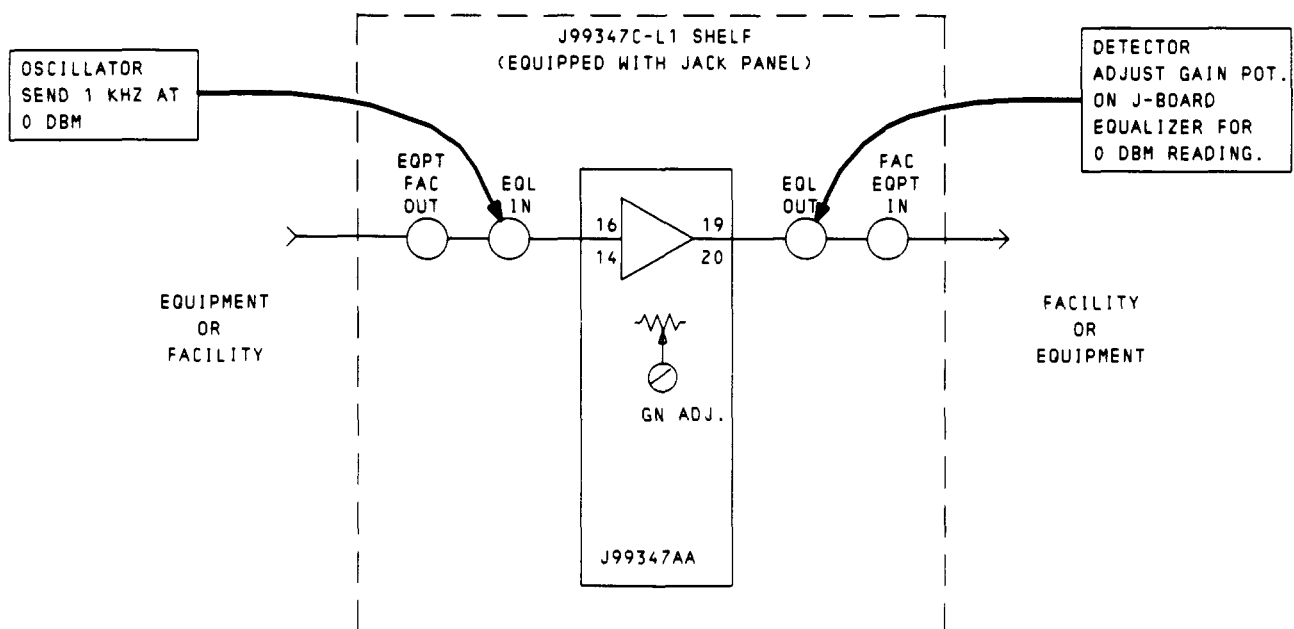 J99347C-L1 SHELF
(EQUIPPED WITH JACK PANEL)
OSCILLATOR
SEND 1 KHZ AT
0 DBM
DETECTOR
ADJUST GAIN POT.
ON J-BOARD
EQUALIZER FOR
0 DBM READING.
EQPT
FAC
OUT
EQL
IN
16
14
19
20
EQL
OUT
FAC
EQPT
IN
EQUIPMENT
OR
FACILITY
GN ADJ.
FACILITY
OR
EQUIPMENT
J99347AA